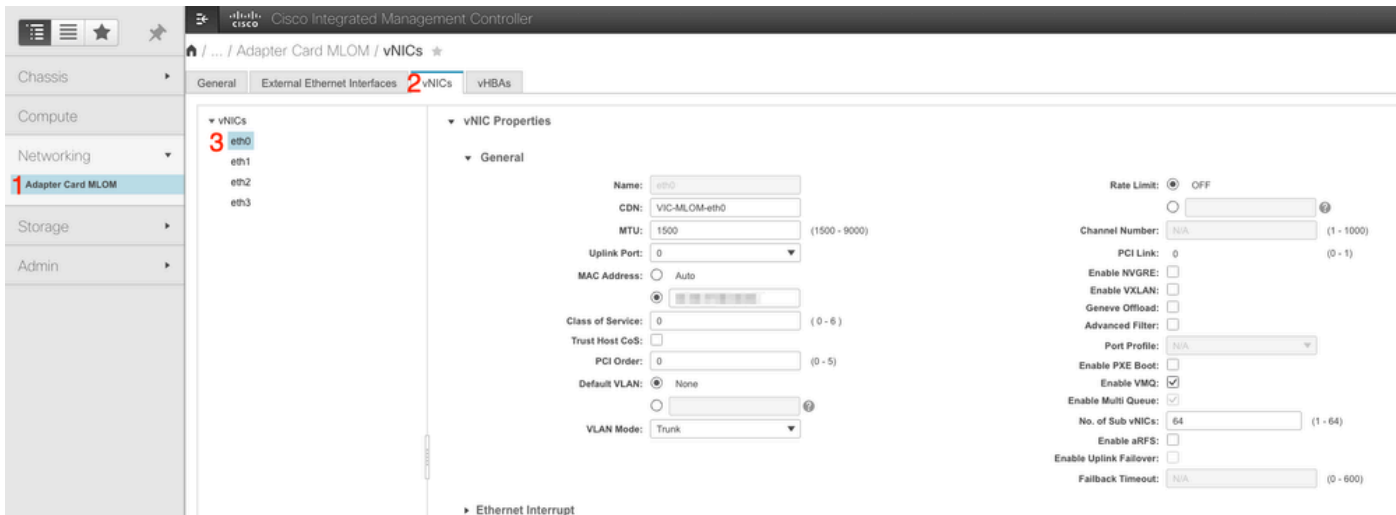 cisco Cisco Integrated Management Controller
/ ... / Adapter Card MLOM / vNICs
Chassis
Compute
Networking
1 Adapter Card MLOM
Storage
Admin
General External Ethernet Interfaces 2 vNICs vHBAs
vNICs
3 eth0
eth1
eth2
eth3
vNIC Properties
General
Name: eth0
CDN: VIC-MLOM-eth0
MTU: 1500 (1500 - 9000)
Uplink Port: 0
MAC Address: Auto
Class of Service: 0 (0 - 6)
Trust Host CoS:
PCI Order: 0 (0 - 5)
Default VLAN: None
?
VLAN Mode: Trunk
Rate Limit: OFF
?
Channel Number: N/A (1 - 1000)
PCI Link: 0 (0 - 1)
Enable NVGRE:
Enable VXLAN:
Geneve Offload:
Advanced Filter:
Port Profile: N/A
Enable PXE Boot:
Enable VMQ:
Enable Multi Queue:
No. of Sub vNICs: 64 (1 - 64)
Enable aRFS:
Enable Uplink Failover:
Failback Timeout: N/A (0 - 600)
Ethernet Interrupt